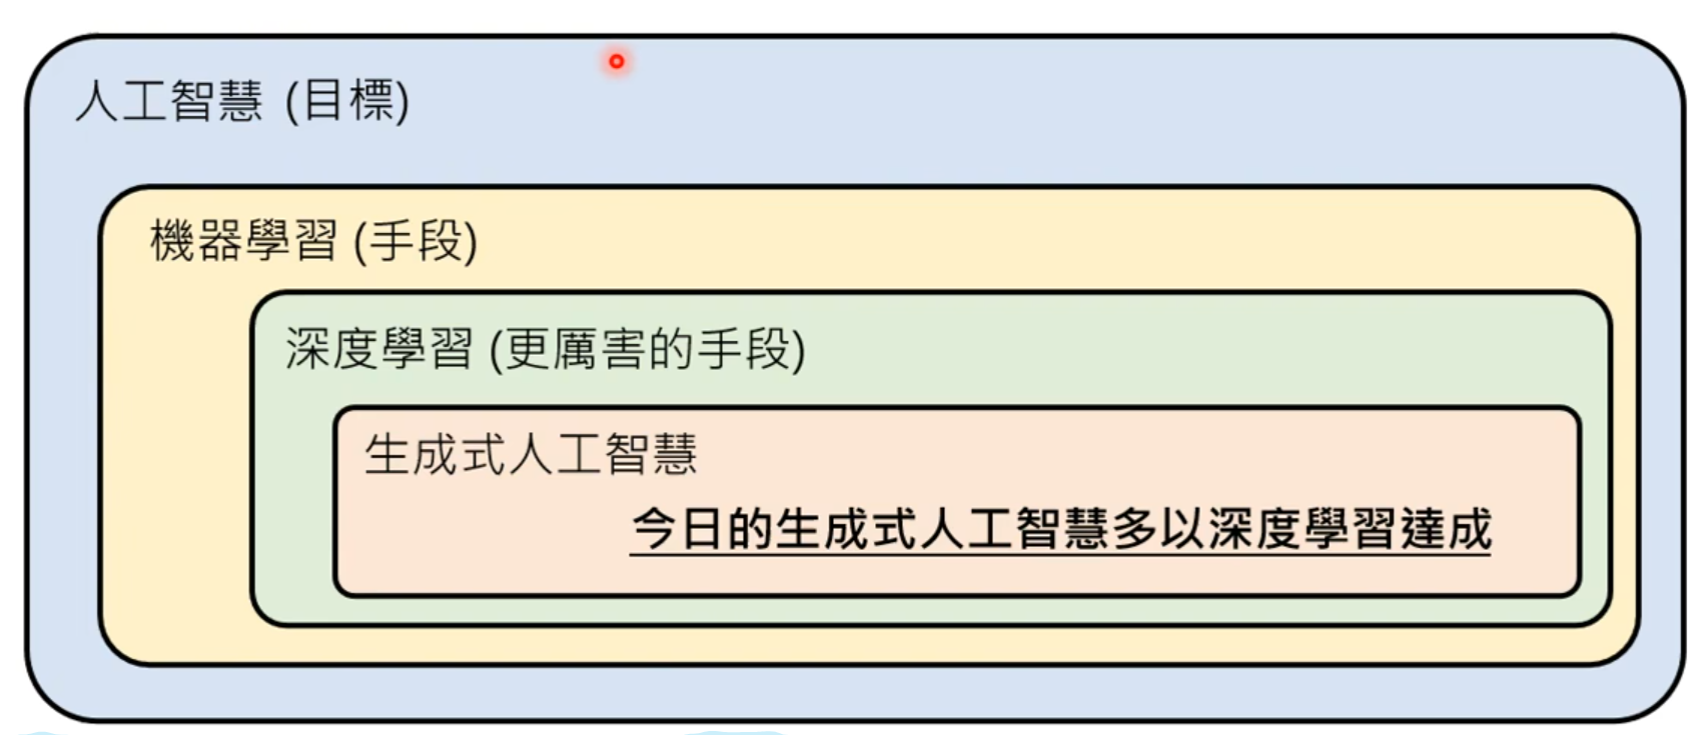 人工智慧 (目標)
機器學習 (手段)
深度學習 (更厲害的手段)
生成式人工智慧
今日的生成式人工智慧多以深度學習達成